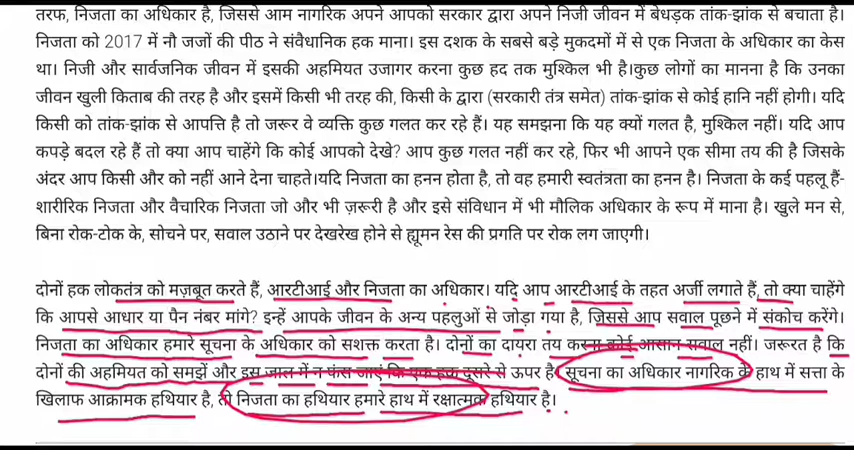 तरफ, निजता का अधिकार है, जिससे आम नागरिक अपने आपको सरकार द्वारा अपने निजी जीवन में बेधड़क तांक-झांक से बचाता है।
निजता को 2017 में नौ जजों की पीठ ने संवैधानिक हक माना। इस दशक के सबसे बड़े मुकदमों में से एक निजता के अधिकार का केस
था। निजी और सार्वजनिक जीवन में इसकी अहमियत उजागर करना कुछ हद तक मुश्किल भी है।कुछ लोगों का मानना है कि उनका
जीवन खुली किताब की तरह है और इसमें किसी भी तरह की, किसी के द्वारा (सरकारी तंत्र समेत) तांक-झांक से कोई हानि नहीं होगी। यदि
किसी को तांक-झांक से आपत्ति है तो जरूर वे व्यक्ति कुछ गलत कर रहे हैं। यह समझना कि यह क्यों गलत है, मुश्किल नहीं। यदि आप
कपड़े बदल रहे हैं तो क्या आप चाहेंगे कि कोई आपको देखे? आप कुछ गलत नहीं कर रहे, फिर भी आपने एक सीमा तय की है जिसके
अंदर आप किसी और को नहीं आने देना चाहते।यदि निजता का हनन होता है, तो वह हमारी स्वतंत्रता का हनन है। निजता के कई पहलू हैं-
शारीरिक निजता और वैचारिक निजता जो और भी ज़रूरी है और इसे संविधान में भी मौलिक अधिकार के रूप में माना है। खुले मन से,
बिना रोक-टोक के, सोचने पर, सवाल उठाने पर देखरेख होने से ह्यूमन रेस की प्रगति पर रोक लग जाएगी।
दोनों हक लोकतंत्र को मज़बूत करते हैं, आरटीआई और निजता का अधिकार। यदि आप आरटीआई के तहत अर्जी लगाते हैं, तो क्या चाहेंगे
कि आपसे आधार या पैन नंबर मांगे? इन्हें आपके जीवन के अन्य पहलुओं से जोड़ा गया है, जिससे आप सवाल पूछने में संकोच करेंगे।
निजता का अधिकार हमारे सूचना के अधिकार को सशक्त करता है। दोनों का दायरा तय करना कोई आसान सवाल नहीं। जरूरत है कि
दोनों की अहमियत को समझें और इस जाल में न फंस जाएं कि एक हक दूसरे से ऊपर है। सूचना का अधिकार नागरिक के हाथ में सत्ता के
खिलाफ आक्रामक हथियार है, तो निजता का हथियार हमारे हाथ में रक्षात्मक हथियार है।